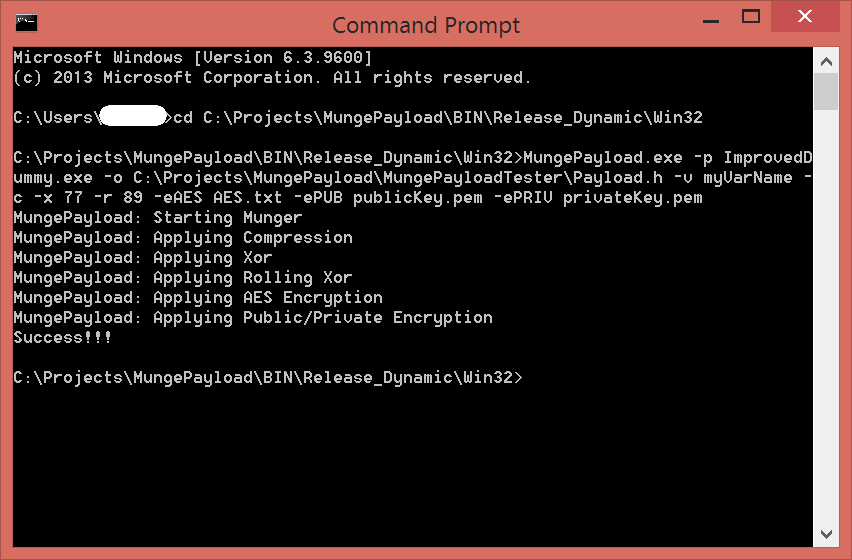 Command Prompt
Microsoft Windows [Version 6.3.9600]
(c) 2013 Microsoft Corporation. All rights reserved.
C:\Users\>cd C:\Projects\MungePayload\BIN\Release_Dynamic\Win32
C:\Projects\MungePayload\BIN\Release_Dynamic\Win32>MungePayload.exe -p ImprovedD
ummy.exe -o C:\Projects\MungePayload\MungePayloadTester\Payload.h -v myVarName -
c -x 77 -r 89 -eAES AES.txt -ePUB publicKey.pem -ePRIV privateKey.pem
MungePayload: Starting Munger
MungePayload: Applying Compression
MungePayload: Applying Xor
MungePayload: Applying Rolling Xor
MungePayload: Applying AES Encryption
MungePayload: Applying Public/Private Encryption
Success!!!
C:\Projects\MungePayload\BIN\Release_Dynamic\Win32>